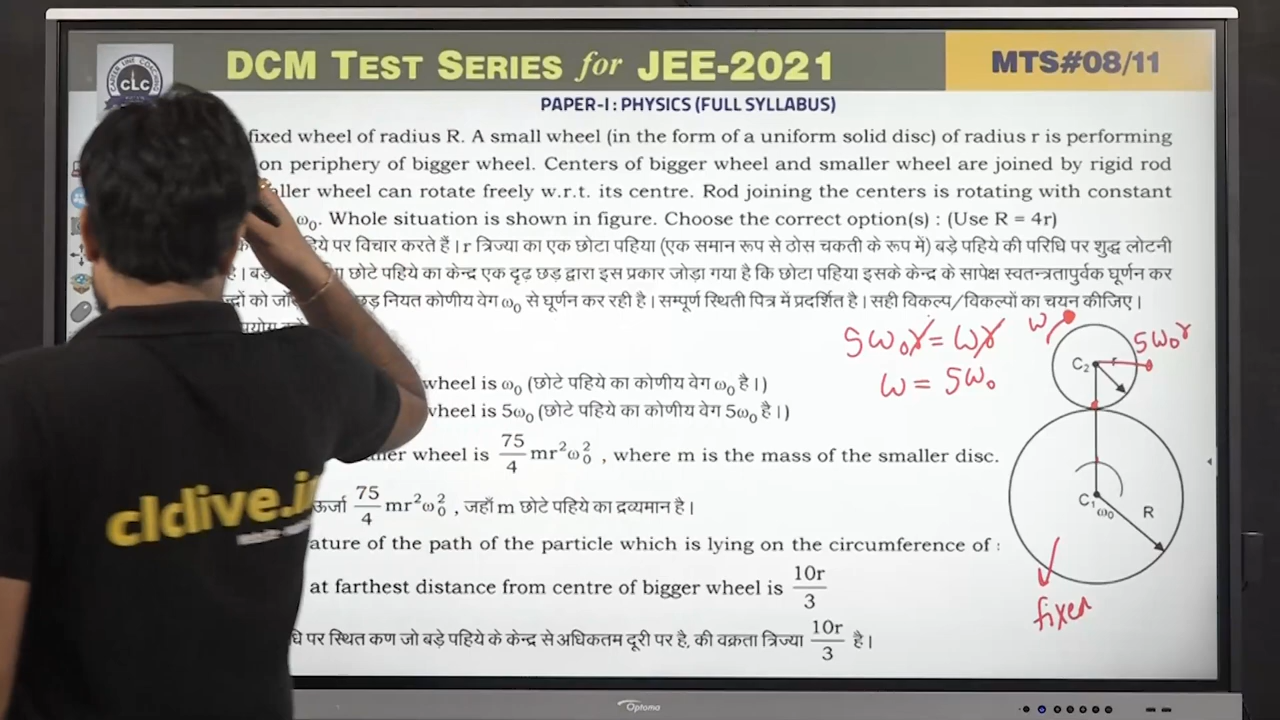 CLC
DCM TEST SERIES for JEE-2021
MTS#08/11
PAPER-I : PHYSICS (FULL SYLLABUS)
fixed wheel of radius R. A small wheel (in the form of a uniform solid disc) of radius r is performing
on periphery of bigger wheel. Centers of bigger wheel and smaller wheel are joined by rigid rod
aller wheel can rotate freely w.r.t. its centre. Rod joining the centers is rotating with constant
ω₀. Whole situation is shown in figure. Choose the correct option(s) : (Use R = 4r)
हिये पर विचार करते हैं। r त्रिज्या का एक छोटा पहिया (एक समान रूप से ठोस चकती के रूप में) बड़े पहिये की परिधि पर शुद्ध लोटनी
है। बड़ छोटे पहिये का केन्द्र एक दृढ़ छड़ द्वारा इस प्रकार जोड़ा गया है कि छोटा पहिया इसके केन्द्र के सापेक्ष स्वतन्त्रतापुर्वक घूर्णन कर
छड़ नियत कोणीय वेग ω₀ से घूर्णन कर रही है। सम्पूर्ण स्थिती पित्र में प्रदर्शित है। सही विकल्प/विकल्पों का चयन कीजिए।
5ω₀r = ωr
ω
5ω₀r
C₂
r
ω = 5ω₀
wheel is ω₀ (छोटे पहिये का कोणीय वेग ω₀ है।)
wheel is 5ω₀ (छोटे पहिये का कोणीय वेग 5ω₀ है।)
ller wheel is 75/4 mr²ω₀², where m is the mass of the smaller disc.
ऊर्जा 75/4 mr²ω₀², जहाँ m छोटे पहिये का द्रव्यमान है।
C₁
ω₀
R
ature of the path of the particle which is lying on the circumference of :
at farthest distance from centre of bigger wheel is 10r/3
fixed
धि पर स्थित कण जो बड़े पहिये के केन्द्र से अधिकतम दूरी पर है, की वक्रता त्रिज्या 10r/3 है।
cldlive.i
Optoma